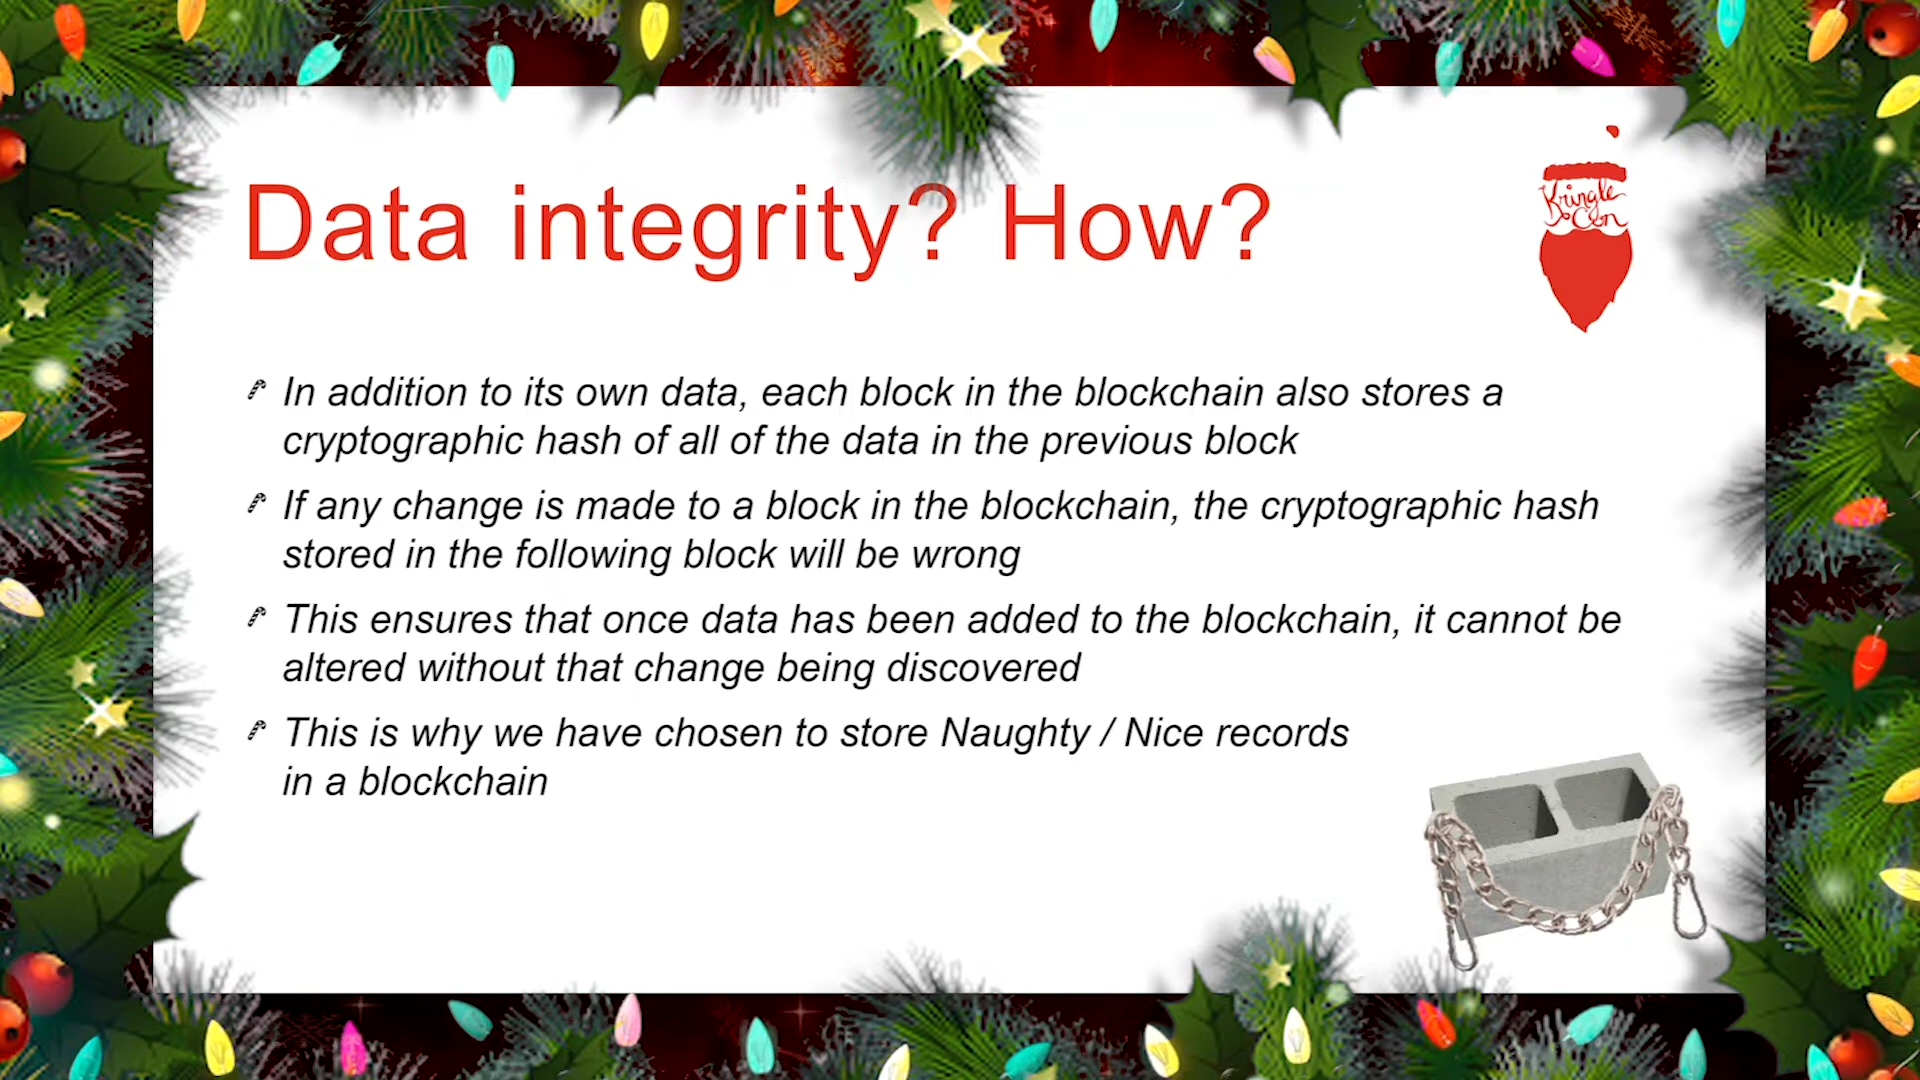 Data integrity? How?
Kringle
Con
In addition to its own data, each block in the blockchain also stores a
cryptographic hash of all of the data in the previous block
If any change is made to a block in the blockchain, the cryptographic hash
stored in the following block will be wrong
This ensures that once data has been added to the blockchain, it cannot be
altered without that change being discovered
This is why we have chosen to store Naughty / Nice records
in a blockchain